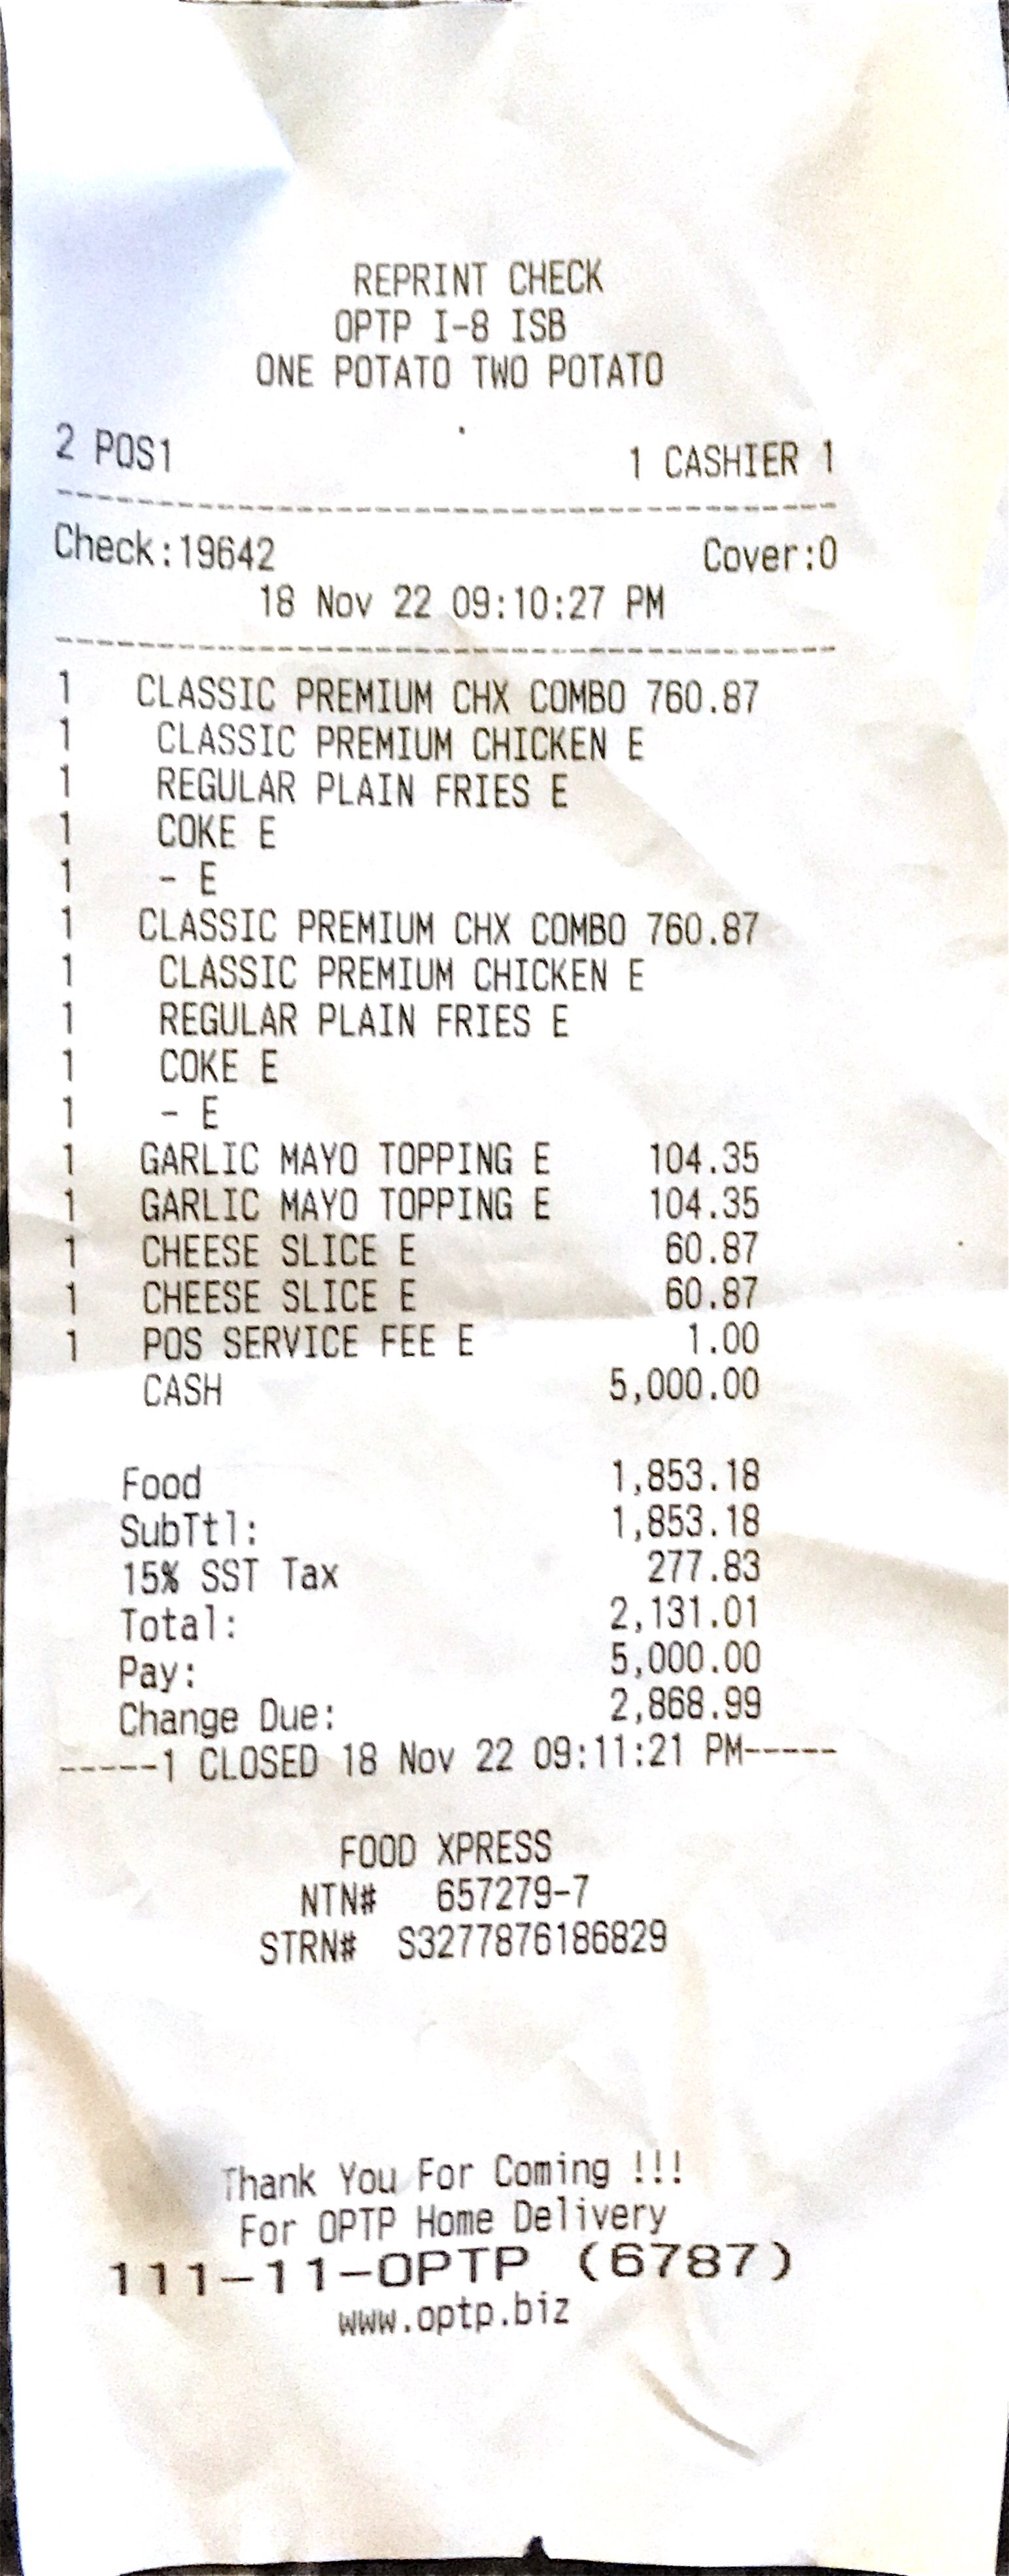 REPRINT CHECK
OPTP I-8 ISB
ONE POTATO TWO POTATO
2 POS1 1 CASHIER 1
Check:19642 Cover:0
18 Nov 22 09:10:27 PM
1 CLASSIC PREMIUM CHX COMBO 760.87
1 CLASSIC PREMIUM CHICKEN E
1 REGULAR PLAIN FRIES E
1 COKE E
1 - E
1 CLASSIC PREMIUM CHX COMBO 760.87
1 CLASSIC PREMIUM CHICKEN E
1 REGULAR PLAIN FRIES E
1 COKE E
1 - E
1 GARLIC MAYO TOPPING E 104.35
1 GARLIC MAYO TOPPING E 104.35
1 CHEESE SLICE E 60.87
1 CHEESE SLICE E 60.87
1 POS SERVICE FEE E 1.00
CASH 5,000.00
Food 1,853.18
SubTtl: 1,853.18
15% SST Tax 277.83
Total: 2,131.01
Pay: 5,000.00
Change Due: 2,868.99
-----1 CLOSED 18 Nov 22 09:11:21 PM-----
FOOD XPRESS
NTN# 657279-7
STRN# S3277876186829
Thank You For Coming !!!
For OPTP Home Delivery
111-11-OPTP (6787)
www.optp.biz